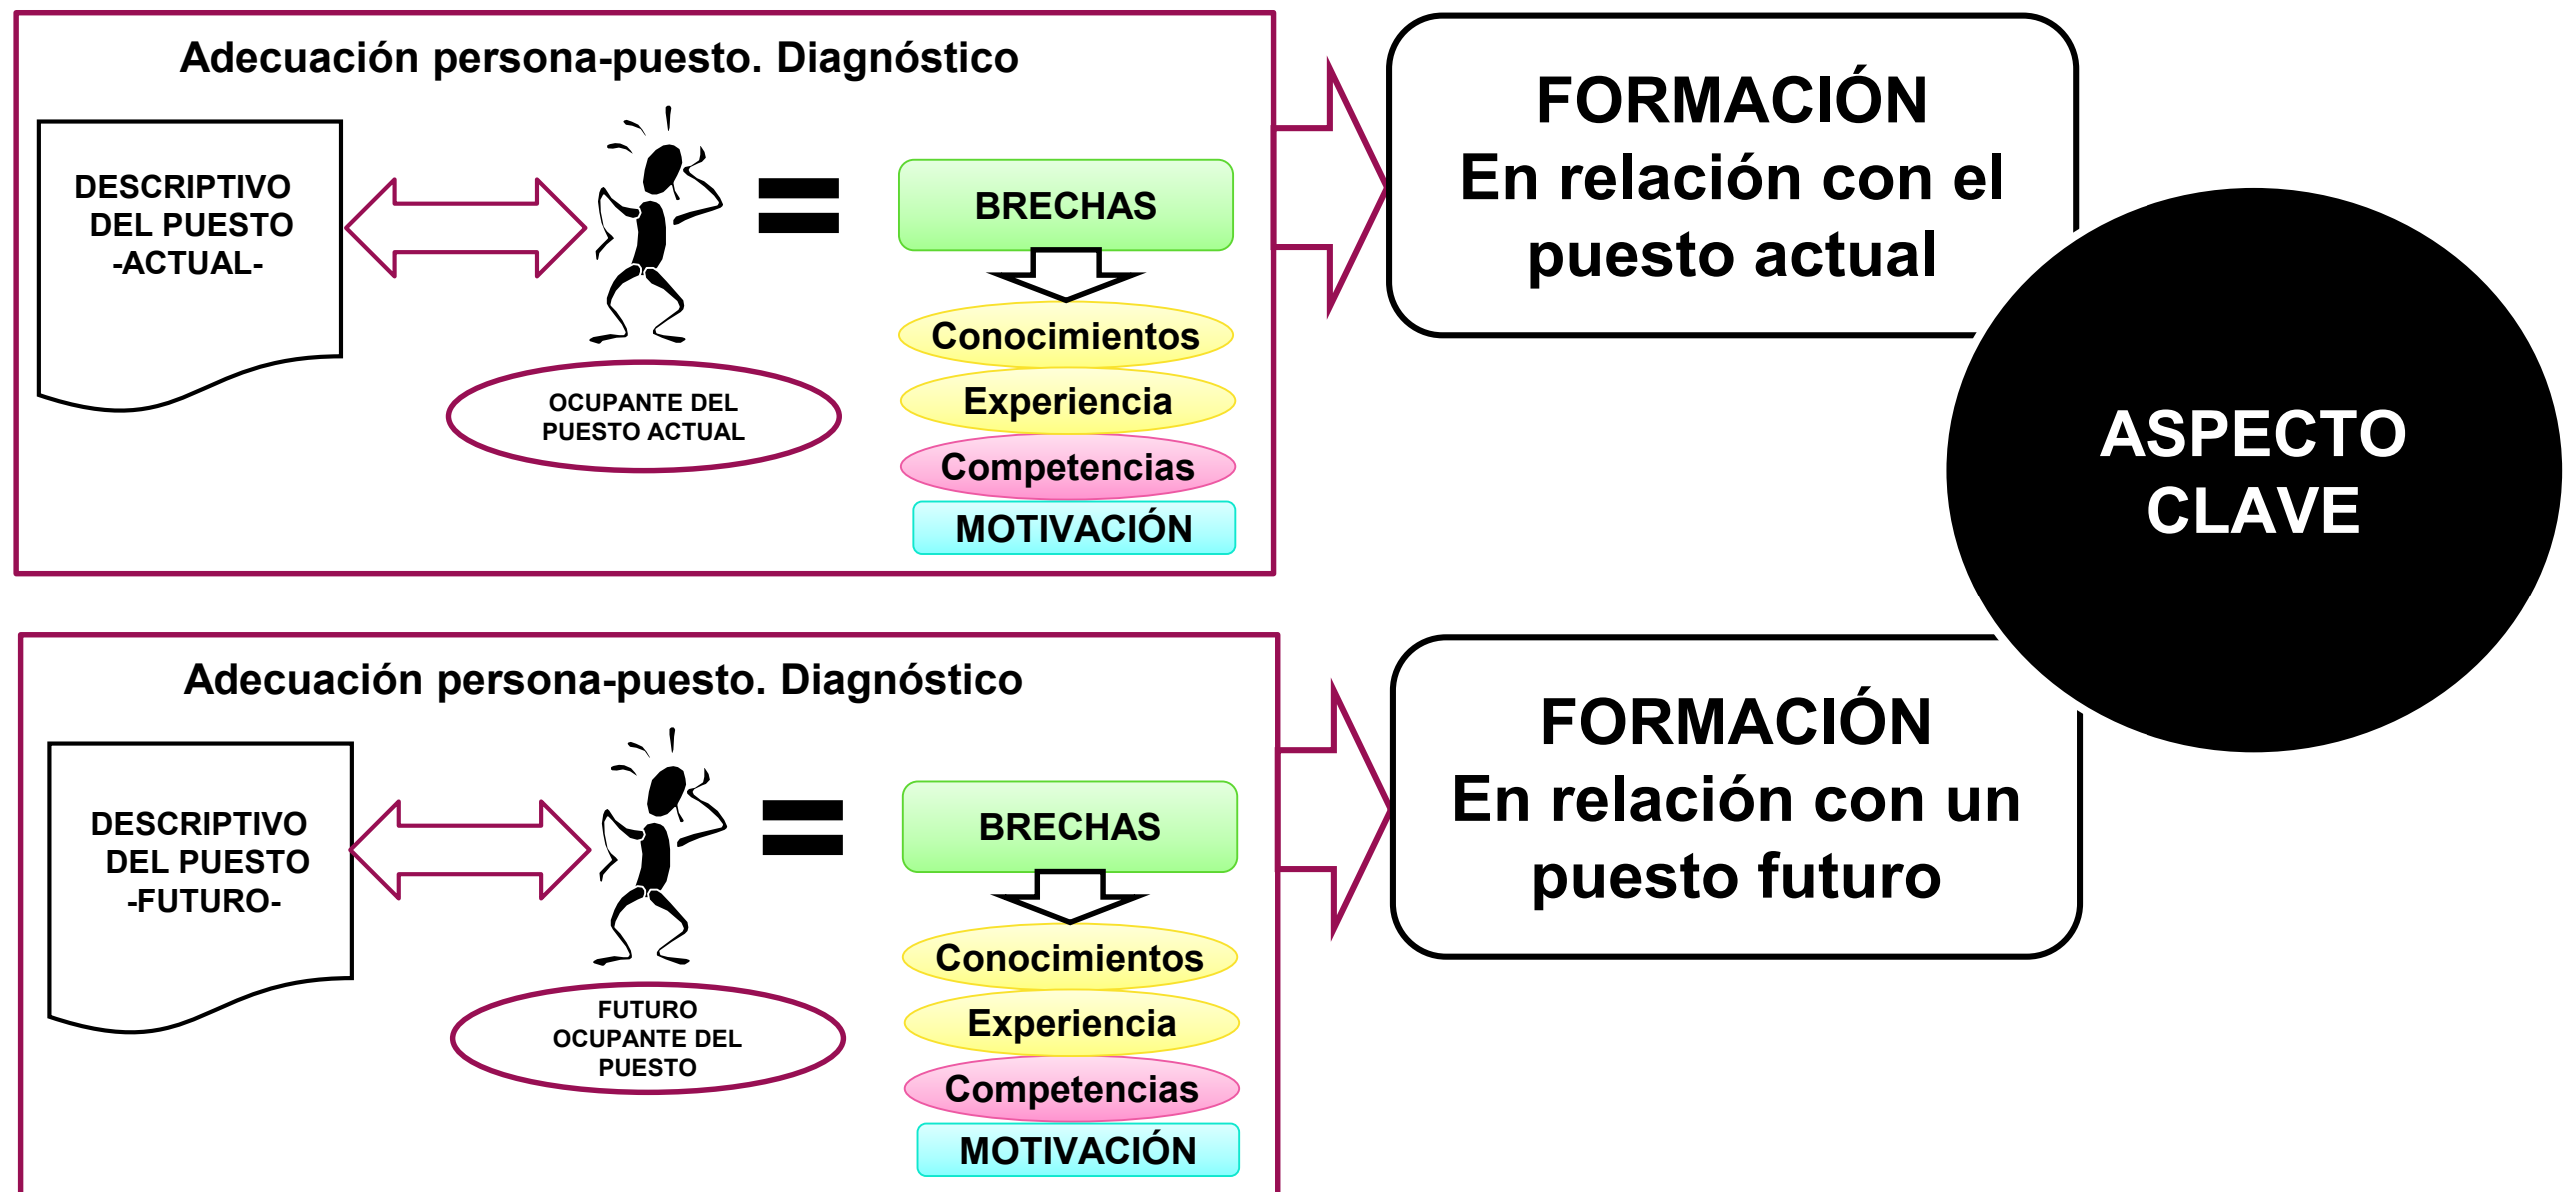 Adecuación persona-puesto. Diagnóstico
DESCRIPTIVO
DEL PUESTO
-ACTUAL-
OCUPANTE DEL
PUESTO ACTUAL
BRECHAS
Conocimientos
Experiencia
Competencias
MOTIVACIÓN
FORMACIÓN
En relación con el
puesto actual
ASPECTO
CLAVE
Adecuación persona-puesto. Diagnóstico
DESCRIPTIVO
DEL PUESTO
-FUTURO-
FUTURO
OCUPANTE DEL
PUESTO
BRECHAS
Conocimientos
Experiencia
Competencias
MOTIVACIÓN
FORMACIÓN
En relación con un
puesto futuro